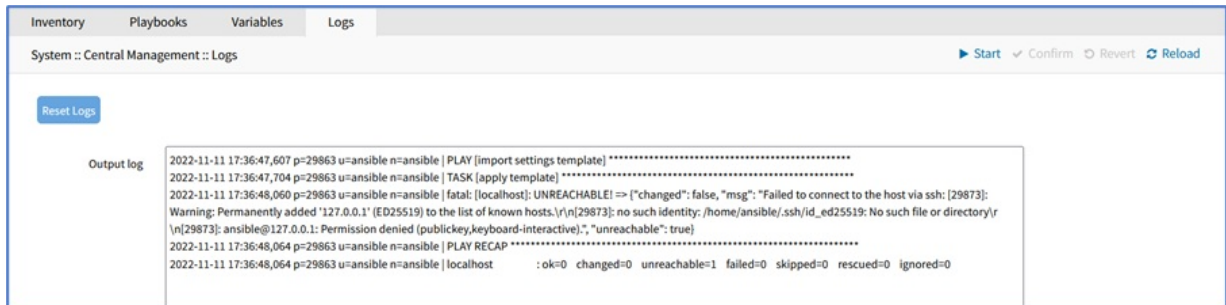 Inventory Playbooks Variables Logs
System :: Central Management :: Logs Start Confirm Revert Reload
Reset Logs
Output log
2022-11-11 17:36:47,607 p=29863 u=ansible n=ansible | PLAY [import settings template] **************************************************
2022-11-11 17:36:47,704 p=29863 u=ansible n=ansible | TASK [apply template] ************************************************************
2022-11-11 17:36:48,060 p=29863 u=ansible n=ansible | fatal: [localhost]: UNREACHABLE! => {"changed": false, "msg": "Failed to connect to the host via ssh: [29873]:
Warning: Permanently added '127.0.0.1' (ED25519) to the list of known hosts.\r\n[29873]: no such identity: /home/ansible/.ssh/id_ed25519: No such file or directory\r
\n[29873]: ansible@127.0.0.1: Permission denied (publickey,keyboard-interactive).", "unreachable": true}
2022-11-11 17:36:48,064 p=29863 u=ansible n=ansible | PLAY RECAP ***********************************************************************
2022-11-11 17:36:48,064 p=29863 u=ansible n=ansible | localhost : ok=0 changed=0 unreachable=1 failed=0 skipped=0 rescued=0 ignored=0